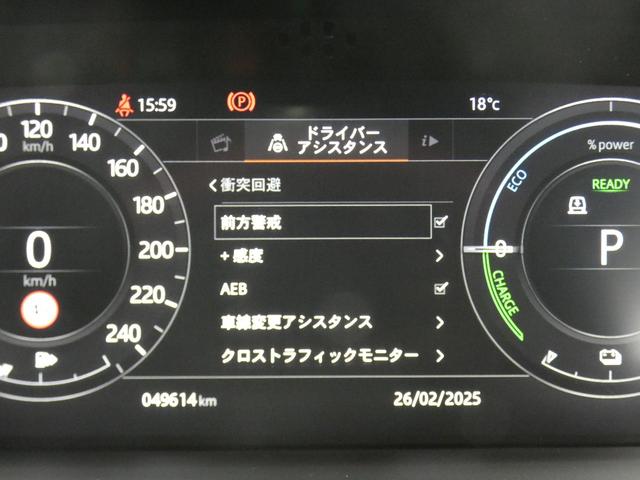 15:59
(P)
18℃
120
km/h
140
160
180
200
220
240
0
km/h
ドライバー
アシスタンス
i
＜衝突回避
前方警戒
+ 感度
AEB
車線変更アシスタンス
クロストラフィックモニター
% power
ECO
READY
0
P
CHARGE
049614 km
26/02/2025